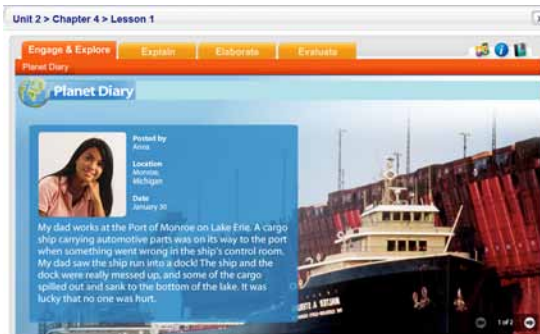 Unit 2 > Chapter 4 > Lesson 1
Engage & Explore
Explain
Elaborate
Evaluate
Planet Diary
Planet Diary
Posted by
Anna
Location
Monroe,
Michigan
Date
January 30
My dad works at the Port of Monroe on Lake Erie. A cargo
ship carrying automotive parts was on its way to the port
when something went wrong in the ship's control room.
My dad saw the ship run into a dock! The ship and the
dock were really messed up, and some of the cargo
spilled out and sank to the bottom of the lake. It was
lucky that no one was hurt.
1 of 2